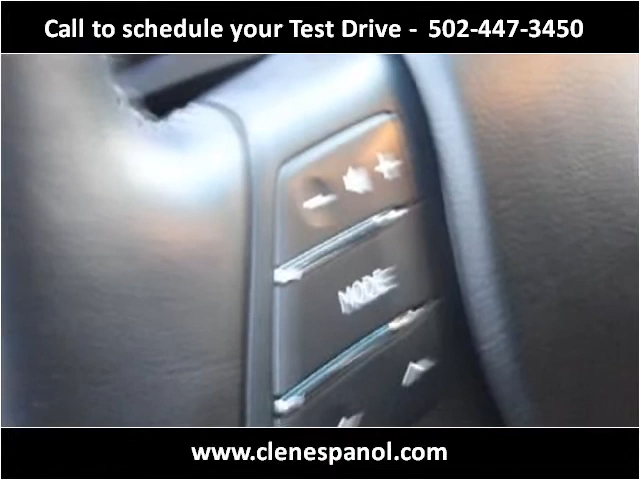 Call to schedule your Test Drive - 502-447-3450
- +
MODE
www.clenespanol.com